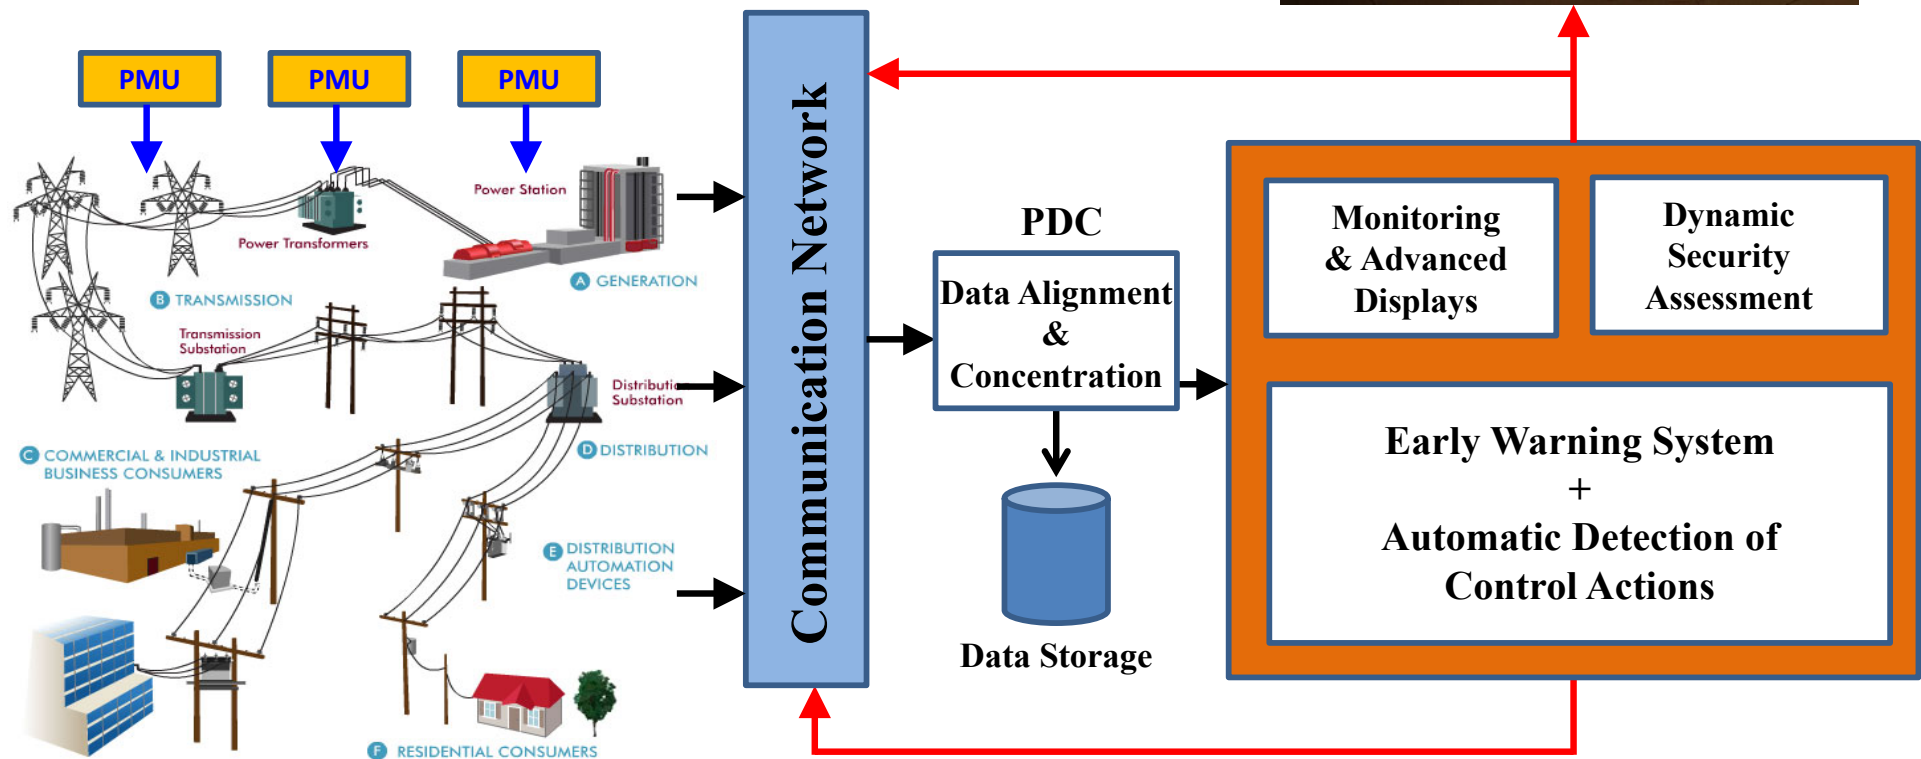 PMU
PMU
PMU
Power Station
Power Transformers
A GENERATION
B TRANSMISSION
Transmission
Substation
Distribution
Substation
C COMMERCIAL & INDUSTRIAL
BUSINESS CONSUMERS
D DISTRIBUTION
E DISTRIBUTION
AUTOMATION
DEVICES
F RESIDENTIAL CONSUMERS
Communication Network
PDC
Data Alignment
&
Concentration
Data Storage
Monitoring
& Advanced
Displays
Dynamic
Security
Assessment
Early Warning System
+
Automatic Detection of
Control Actions